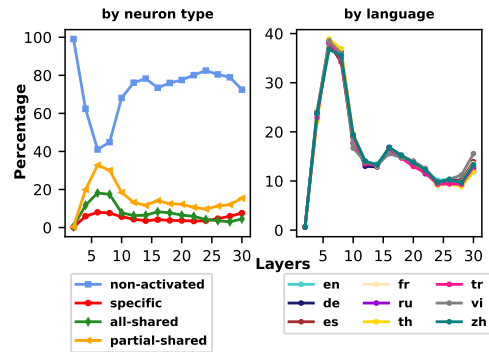 by neuron type
by language
Percentage
100
80
60
40
20
0
5 10 15 20 25 30
40
30
20
10
0
5 10 15 20 25 30
Layers
non-activated
specific
all-shared
partial-shared
en fr tr
de ru vi
es th zh